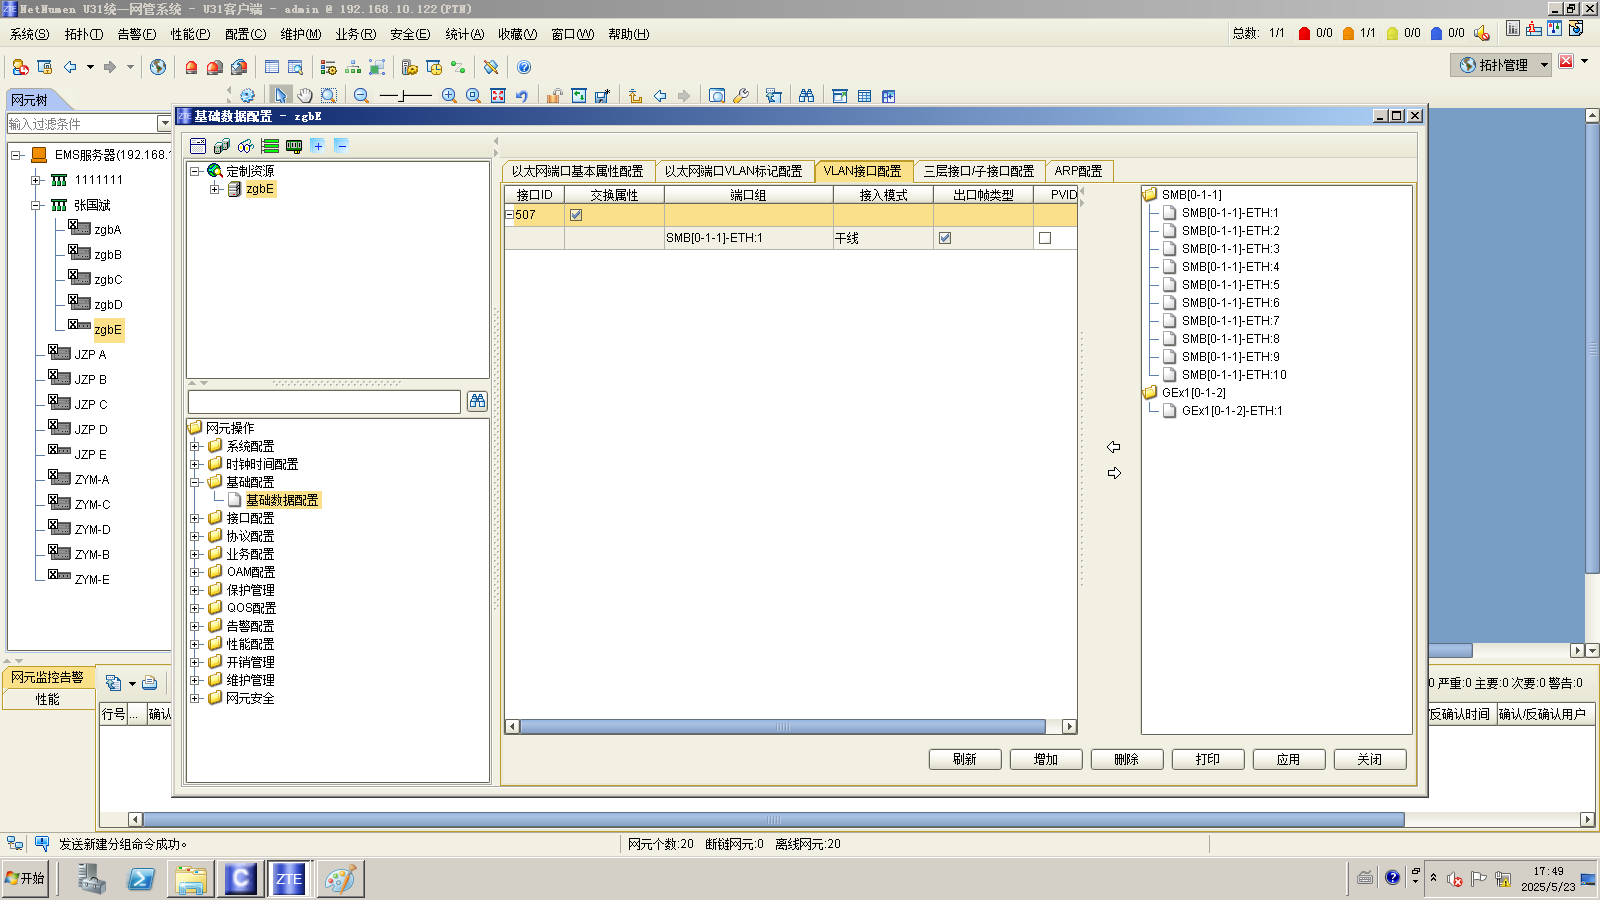 NetNumen U31统一网管系统 - U31客户端 - admin @ 192.168.10.122(PTN)
系统(S) 拓扑(T) 告警(F) 性能(P) 配置(C) 维护(M) 业务(R) 安全(E) 统计(A) 收藏(V) 窗口(W) 帮助(H)
总数: 1/1 0/0 1/1 0/0 0/0
拓扑管理
网元树
输入过滤条件
EMS服务器(192.168.
1111111
张国斌
zgbA
zgbB
zgbC
zgbD
zgbE
JZP A
JZP B
JZP C
JZP D
JZP E
ZYM-A
ZYM-C
ZYM-D
ZYM-B
ZYM-E
基础数据配置 - zgbE
定制资源
zgbE
网元操作
系统配置
时钟时间配置
基础配置
基础数据配置
接口配置
协议配置
业务配置
OAM配置
保护管理
QOS配置
告警配置
性能配置
开销管理
维护管理
网元安全
以太网端口基本属性配置 以太网端口VLAN标记配置 VLAN接口配置 三层接口/子接口配置 ARP配置
接口ID 交换属性 端口组 接入模式 出口帧类型 PVID
507
SMB[0-1-1]-ETH:1 干线
SMB[0-1-1]
SMB[0-1-1]-ETH:1
SMB[0-1-1]-ETH:2
SMB[0-1-1]-ETH:3
SMB[0-1-1]-ETH:4
SMB[0-1-1]-ETH:5
SMB[0-1-1]-ETH:6
SMB[0-1-1]-ETH:7
SMB[0-1-1]-ETH:8
SMB[0-1-1]-ETH:9
SMB[0-1-1]-ETH:10
GEx1[0-1-2]
GEx1[0-1-2]-ETH:1
刷新 增加 删除 打印 应用 关闭
网元监控告警
性能
行号 ... 确认
0 严重:0 主要:0 次要:0 警告:0
/反确认时间 确认/反确认用户
发送新建分组命令成功。
网元个数:20 断链网元:0 离线网元:20
开始
ZTE
17:49
2025/5/23